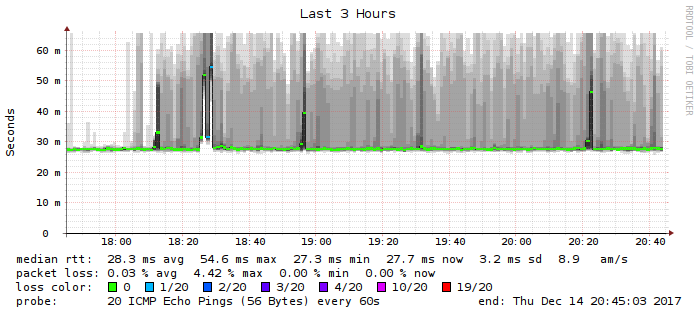 Last 3 Hours
RRDTOOL / TOBI OETIKER
Seconds
60 m
50 m
40 m
30 m
20 m
10 m
0
18:00 18:20 18:40 19:00 19:20 19:40 20:00 20:20 20:40
median rtt: 28.3 ms avg 54.6 ms max 27.3 ms min 27.7 ms now 3.2 ms sd 8.9 am/s
packet loss: 0.03 % avg 4.42 % max 0.00 % min 0.00 % now
loss color: 0 1/20 2/20 3/20 4/20 10/20 19/20
probe: 20 ICMP Echo Pings (56 Bytes) every 60s end: Thu Dec 14 20:45:03 2017